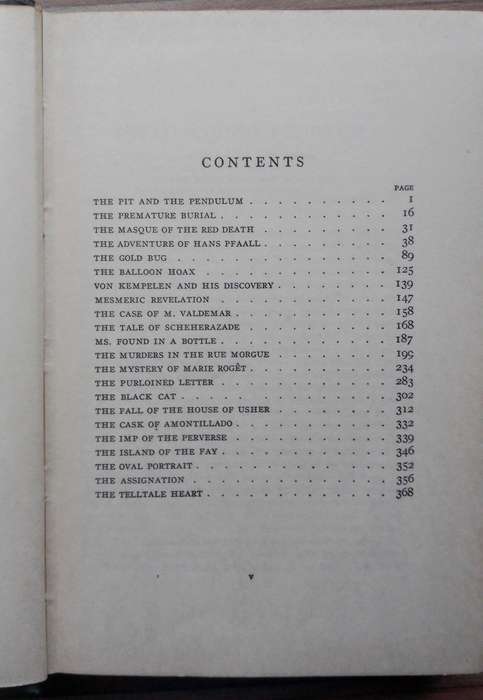 CONTENTS
PAGE
THE PIT AND THE PENDULUM . . . . . . . . . . 1
THE PREMATURE BURIAL . . . . . . . . . . . . 16
THE MASQUE OF THE RED DEATH . . . . . . . . . 31
THE ADVENTURE OF HANS PFAALL . . . . . . . . . 38
THE GOLD BUG . . . . . . . . . . . . . 89
THE BALLOON HOAX . . . . . . . . . . . . 125
VON KEMPELEN AND HIS DISCOVERY . . . . . . . . 139
MESMERIC REVELATION . . . . . . . . . . . . 147
THE CASE OF M. VALDEMAR . . . . . . . . . . . 158
THE TALE OF SCHEHERAZADE . . . . . . . . . . 168
MS. FOUND IN A BOTTLE . . . . . . . . . . . . 187
THE MURDERS IN THE RUE MORGUE . . . . . . . . 199
THE MYSTERY OF MARIE ROGÊT . . . . . . . . . . 234
THE PURLOINED LETTER . . . . . . . . . . . . 283
THE BLACK CAT . . . . . . . . . . . . . 302
THE FALL OF THE HOUSE OF USHER . . . . . . . . 312
THE CASK OF AMONTILLADO . . . . . . . . . . . 332
THE IMP OF THE PERVERSE . . . . . . . . . . . 339
THE ISLAND OF THE FAY . . . . . . . . . . . . 346
THE OVAL PORTRAIT . . . . . . . . . . . . 352
THE ASSIGNATION . . . . . . . . . . . . . 356
THE TELLTALE HEART . . . . . . . . . . . . 368
v